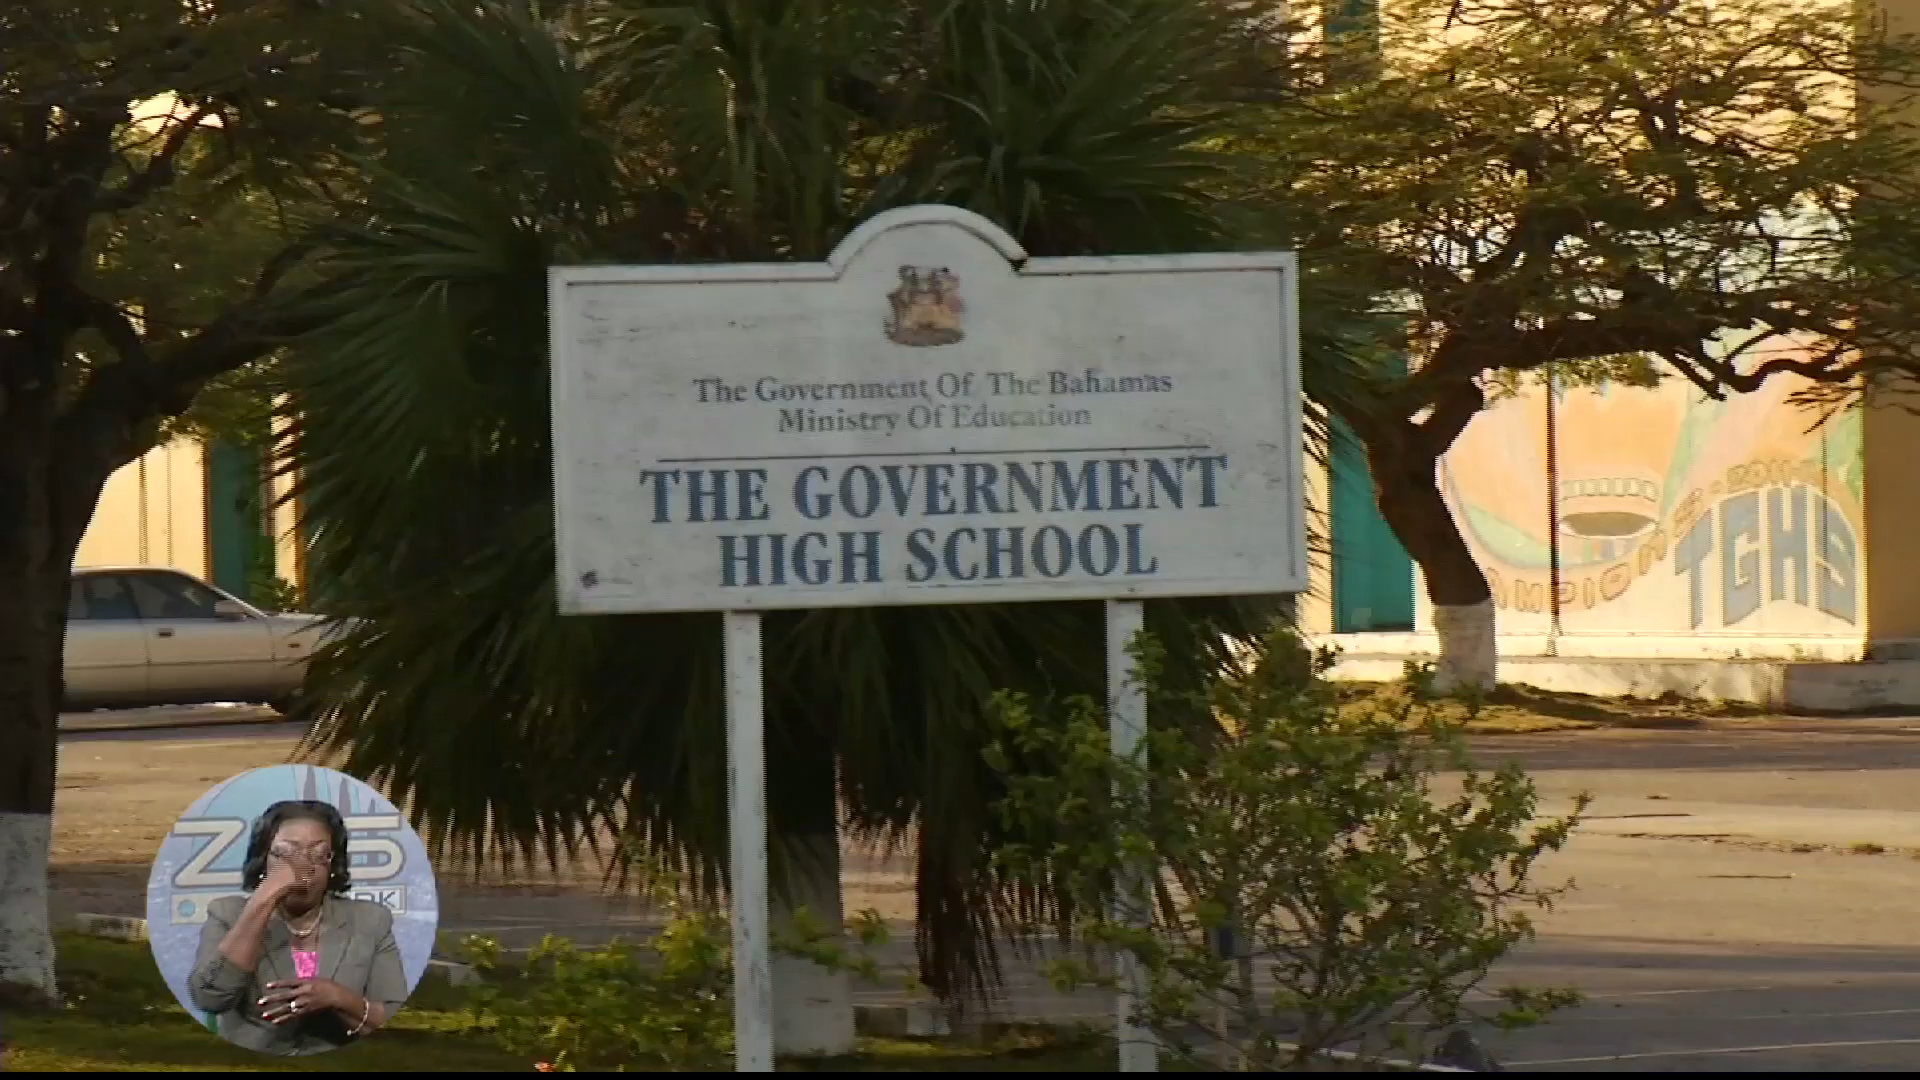 The Government Of The Bahamas
Ministry Of Education
THE GOVERNMENT
HIGH SCHOOL
TGHS